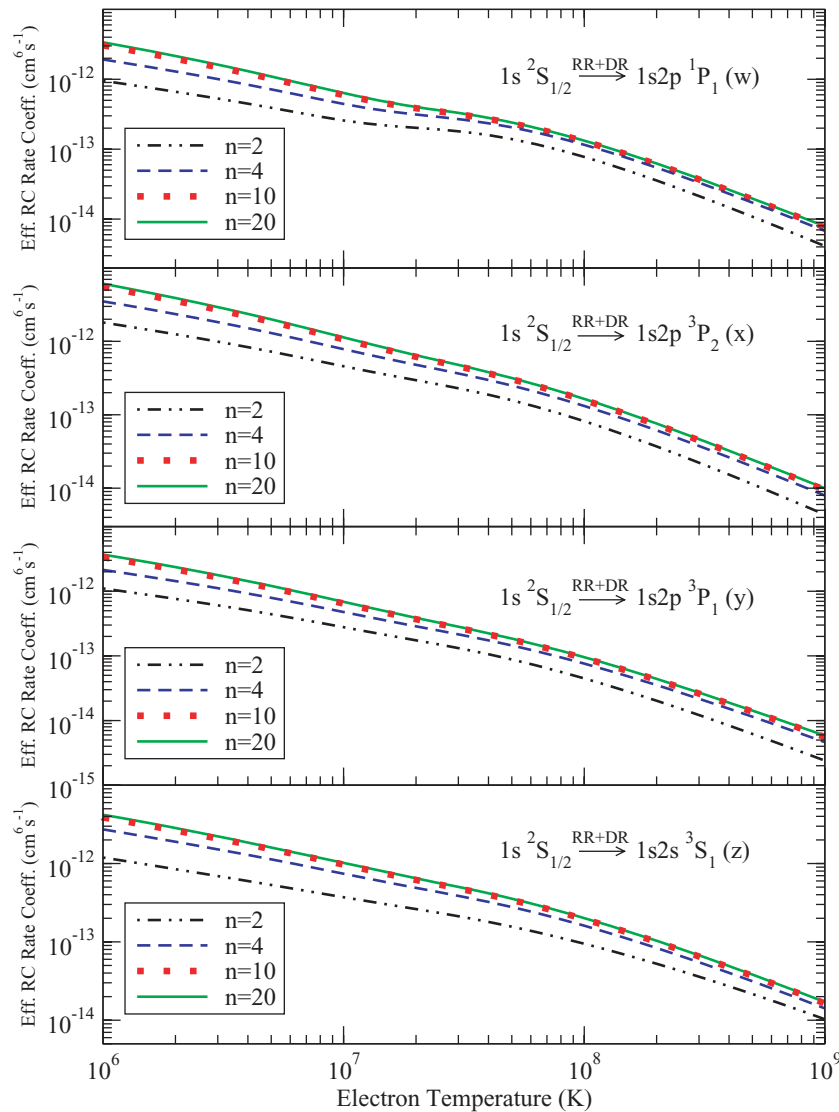 Eff. RC Rate Coeff. (cm⁶s⁻¹)
10⁻¹²
10⁻¹³
10⁻¹⁴
1s ²S₁/₂ RR+DR → 1s2p ¹P₁ (w)
n=2
n=4
n=10
n=20
Eff. RC Rate Coeff. (cm⁶s⁻¹)
10⁻¹²
10⁻¹³
10⁻¹⁴
1s ²S₁/₂ RR+DR → 1s2p ³P₂ (x)
n=2
n=4
n=10
n=20
Eff. RC Rate Coeff. (cm⁶s⁻¹)
10⁻¹²
10⁻¹³
10⁻¹⁴
10⁻¹⁵
1s ²S₁/₂ RR+DR → 1s2p ³P₁ (y)
n=2
n=4
n=10
n=20
Eff. RC Rate Coeff. (cm⁶s⁻¹)
10⁻¹²
10⁻¹³
10⁻¹⁴
1s ²S₁/₂ RR+DR → 1s2s ³S₁ (z)
n=2
n=4
n=10
n=20
10⁶ 10⁷ 10⁸ 10⁹
Electron Temperature (K)